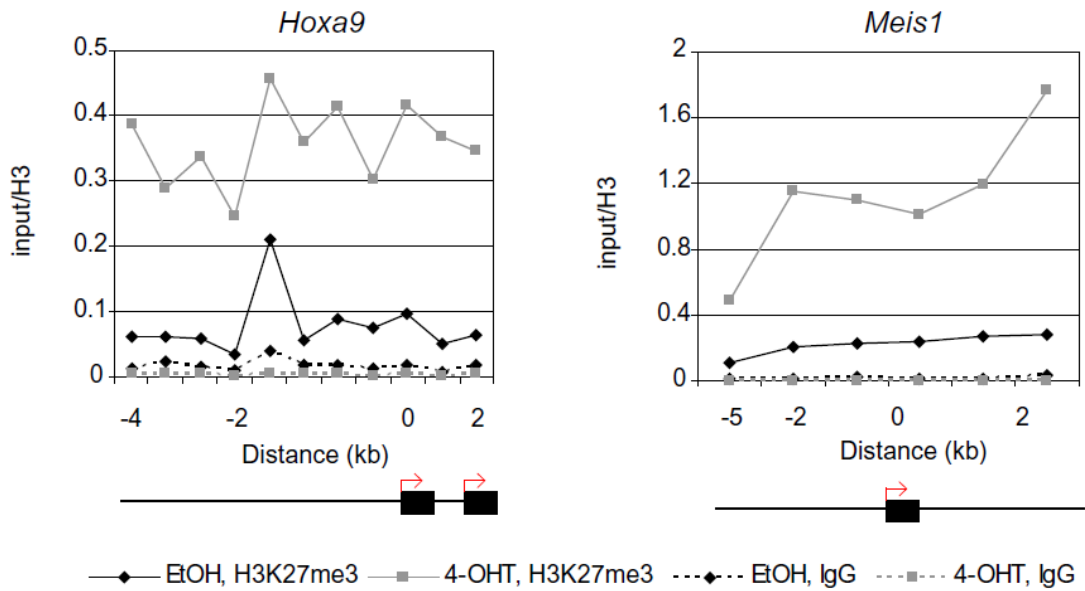 Hoxa9
0.5
0.4
0.3
0.2
0.1
0
input/H3
-4 -2 0 2
Distance (kb)
Meis1
2
1.6
1.2
0.8
0.4
0
input/H3
-5 -2 0 2
Distance (kb)
EtOH, H3K27me3 4-OHT, H3K27me3 EtOH, IgG 4-OHT, IgG